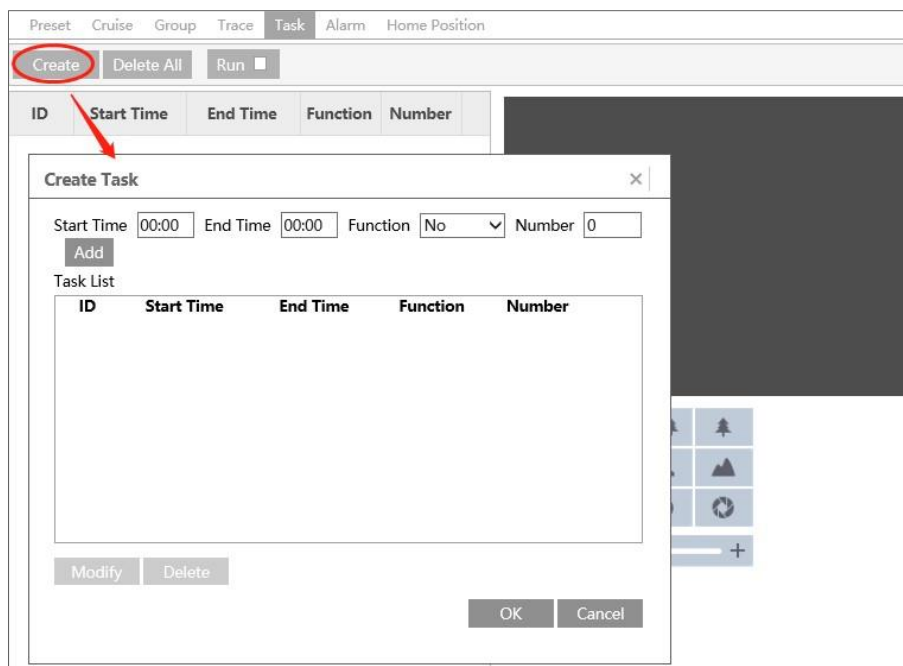 Preset Cruise Group Trace Task Alarm Home Position
Create Delete All Run
ID Start Time End Time Function Number
Create Task
Start Time 00:00 End Time 00:00 Function No Number 0
Add
Task List
ID Start Time End Time Function Number
Modify Delete
OK Cancel